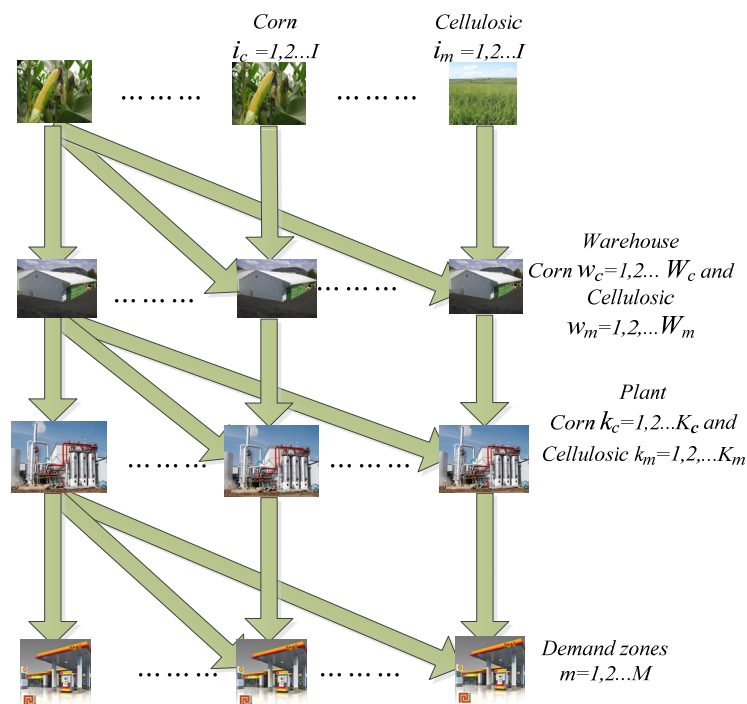 Corn
i_c =1,2...I
Cellulosic
i_m =1,2...I
... ... ...
... ... ...
Warehouse
Corn w_c=1,2... W_c and
Cellulosic
w_m=1,2,...W_m
... ... ...
... ... ...
Plant
Corn k_c=1,2...K_c and
Cellulosic k_m=1,2,...K_m
... ... ...
... ... ...
Demand zones
m=1,2...M
... ... ...
... ... ...